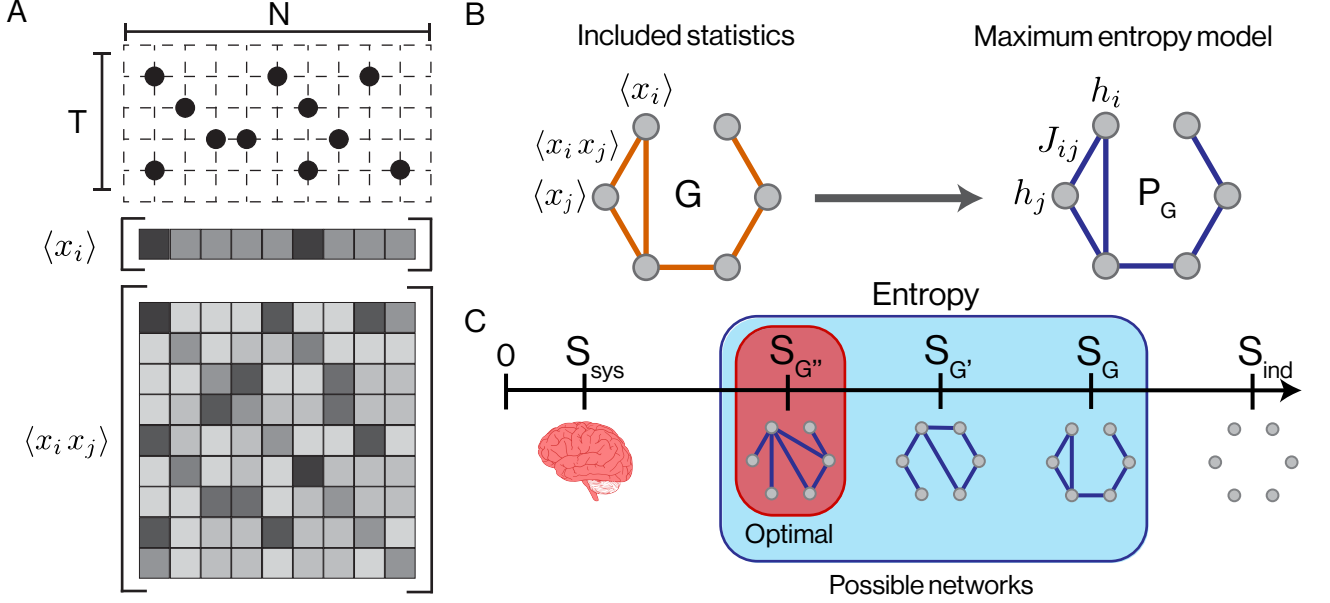 A
N
T
⟨x_i⟩
⟨x_i x_j⟩
B
Included statistics
Maximum entropy model
⟨x_i⟩
⟨x_i x_j⟩
⟨x_j⟩
G
h_i
J_ij
h_j
P_G
C
Entropy
0
S_sys
S_G''
S_G'
S_G
S_ind
Optimal
Possible networks